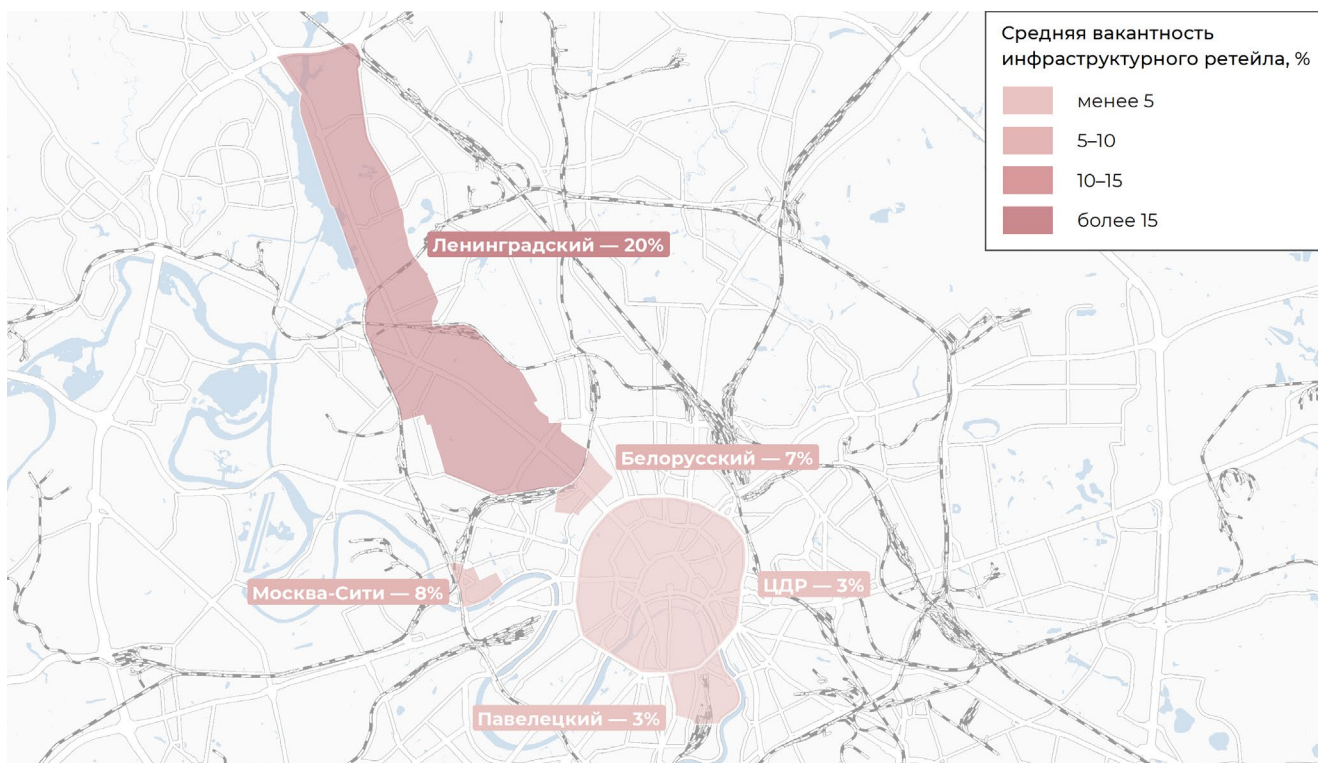 Средняя вакантность
инфраструктурного ретейла, %
менее 5
5–10
10–15
более 15
Ленинградский — 20%
Белорусский — 7%
Москва-Сити — 8%
ЦДР — 3%
Павелецкий — 3%